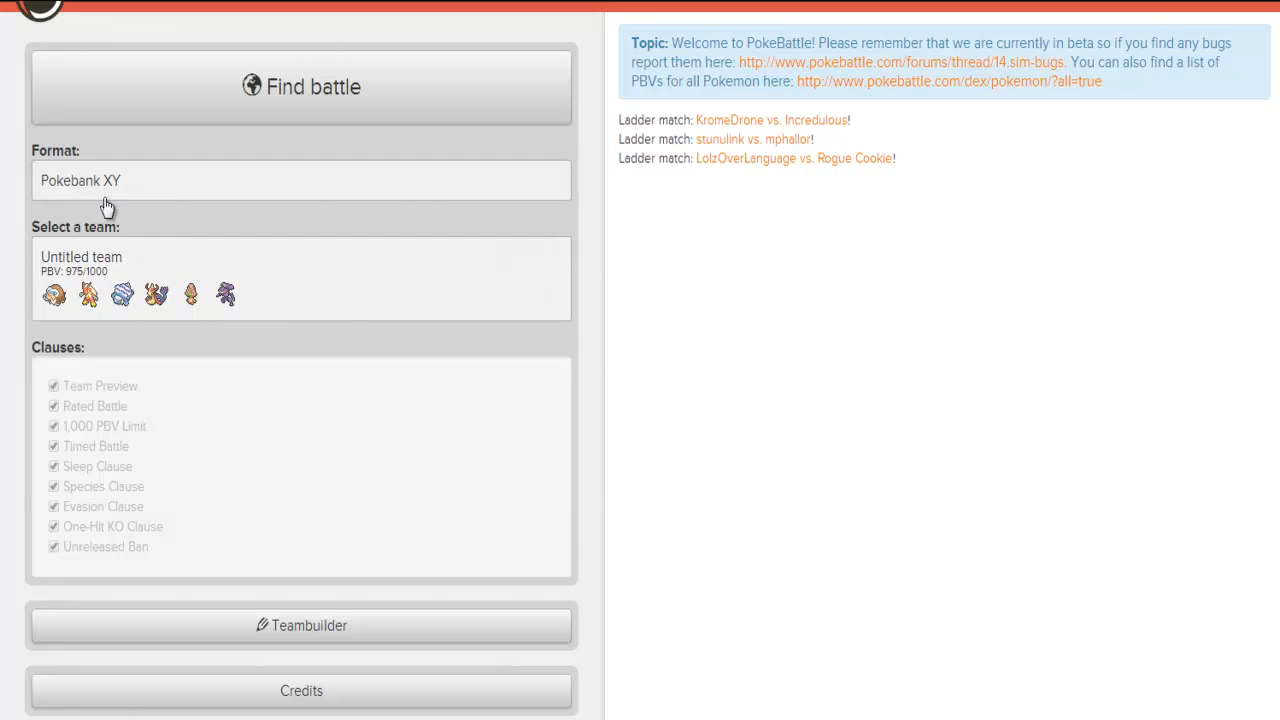 Find battle
Format:
Pokebank XY
Select a team:
Untitled team
PBV: 975/1000
Clauses:
Team Preview
Rated Battle
1,000 PBV Limit
Timed Battle
Sleep Clause
Species Clause
Evasion Clause
One-Hit KO Clause
Unreleased Ban
Teambuilder
Credits
Topic: Welcome to PokeBattle! Please remember that we are currently in beta so if you find any bugs
report them here: http://www.pokebattle.com/forums/thread/14.sim-bugs. You can also find a list of
PBVs for all Pokemon here: http://www.pokebattle.com/dex/pokemon/?all=true
Ladder match: KromeDrone vs. Incredulous!
Ladder match: stunulink vs. mphallor!
Ladder match: LolzOverLanguage vs. Rogue Cookie!